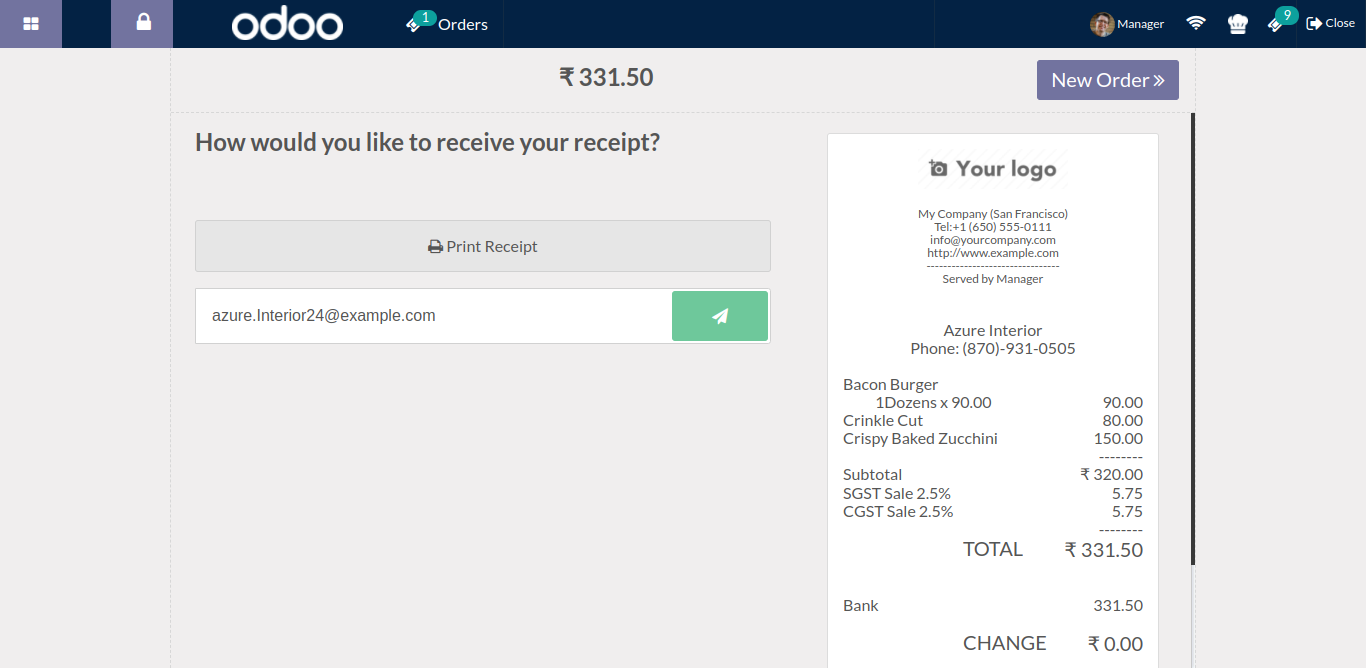 odoo
1
Orders
Manager
9
Close
₹ 331.50
New Order
How would you like to receive your receipt?
Print Receipt
azure.Interior24@example.com
Your logo
My Company (San Francisco)
Tel:+1 (650) 555-0111
info@yourcompany.com
http://www.example.com
--------------------------------
Served by Manager
Azure Interior
Phone: (870)-931-0505
Bacon Burger
1Dozens x 90.00 90.00
Crinkle Cut 80.00
Crispy Baked Zucchini 150.00
--------
Subtotal ₹ 320.00
SGST Sale 2.5% 5.75
CGST Sale 2.5% 5.75
--------
TOTAL ₹ 331.50
Bank 331.50
CHANGE ₹ 0.00